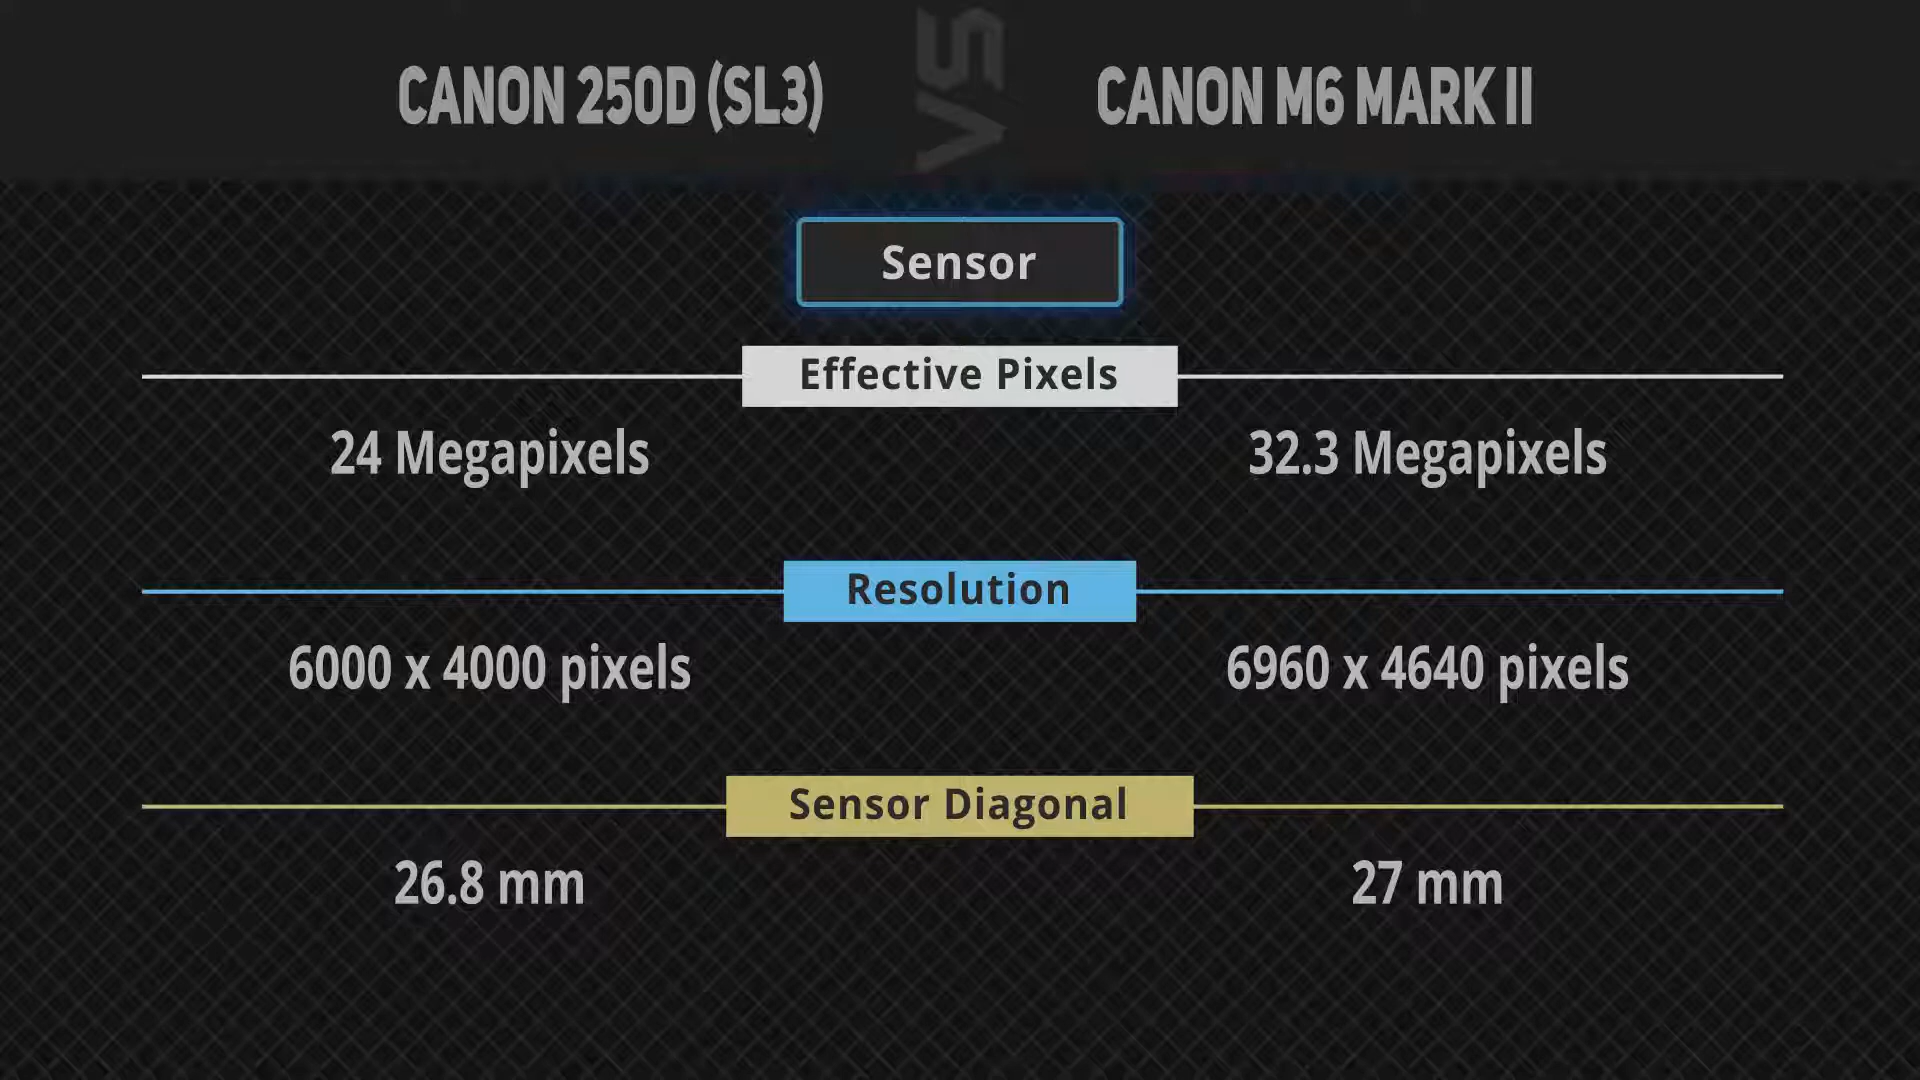 CANON 250D (SL3)
VS
CANON M6 MARK II
Sensor
Effective Pixels
24 Megapixels
32.3 Megapixels
Resolution
6000 x 4000 pixels
6960 x 4640 pixels
Sensor Diagonal
26.8 mm
27 mm